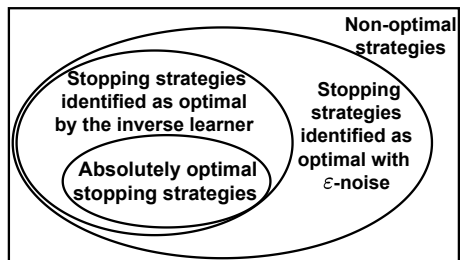 Non-optimal
strategies
Stopping strategies
identified as optimal
by the inverse learner
Stopping
strategies
identified as
optimal with
ε-noise
Absolutely optimal
stopping strategies